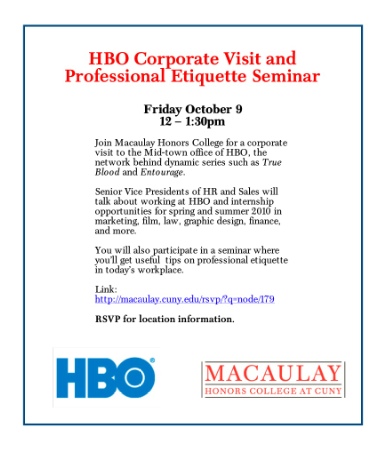 HBO Corporate Visit and
Professional Etiquette Seminar
Friday October 9
12 – 1:30pm
Join Macaulay Honors College for a corporate
visit to the Mid-town office of HBO, the
network behind dynamic series such as True
Blood and Entourage.
Senior Vice Presidents of HR and Sales will
talk about working at HBO and internship
opportunities for spring and summer 2010 in
marketing, film, law, graphic design, finance,
and more.
You will also participate in a seminar where
you'll get useful tips on professional etiquette
in today's workplace.
Link:
http://macaulay.cuny.edu/rsvp/?q=node/179
RSVP for location information.
HBO®
MACAULAY
HONORS COLLEGE AT CUNY